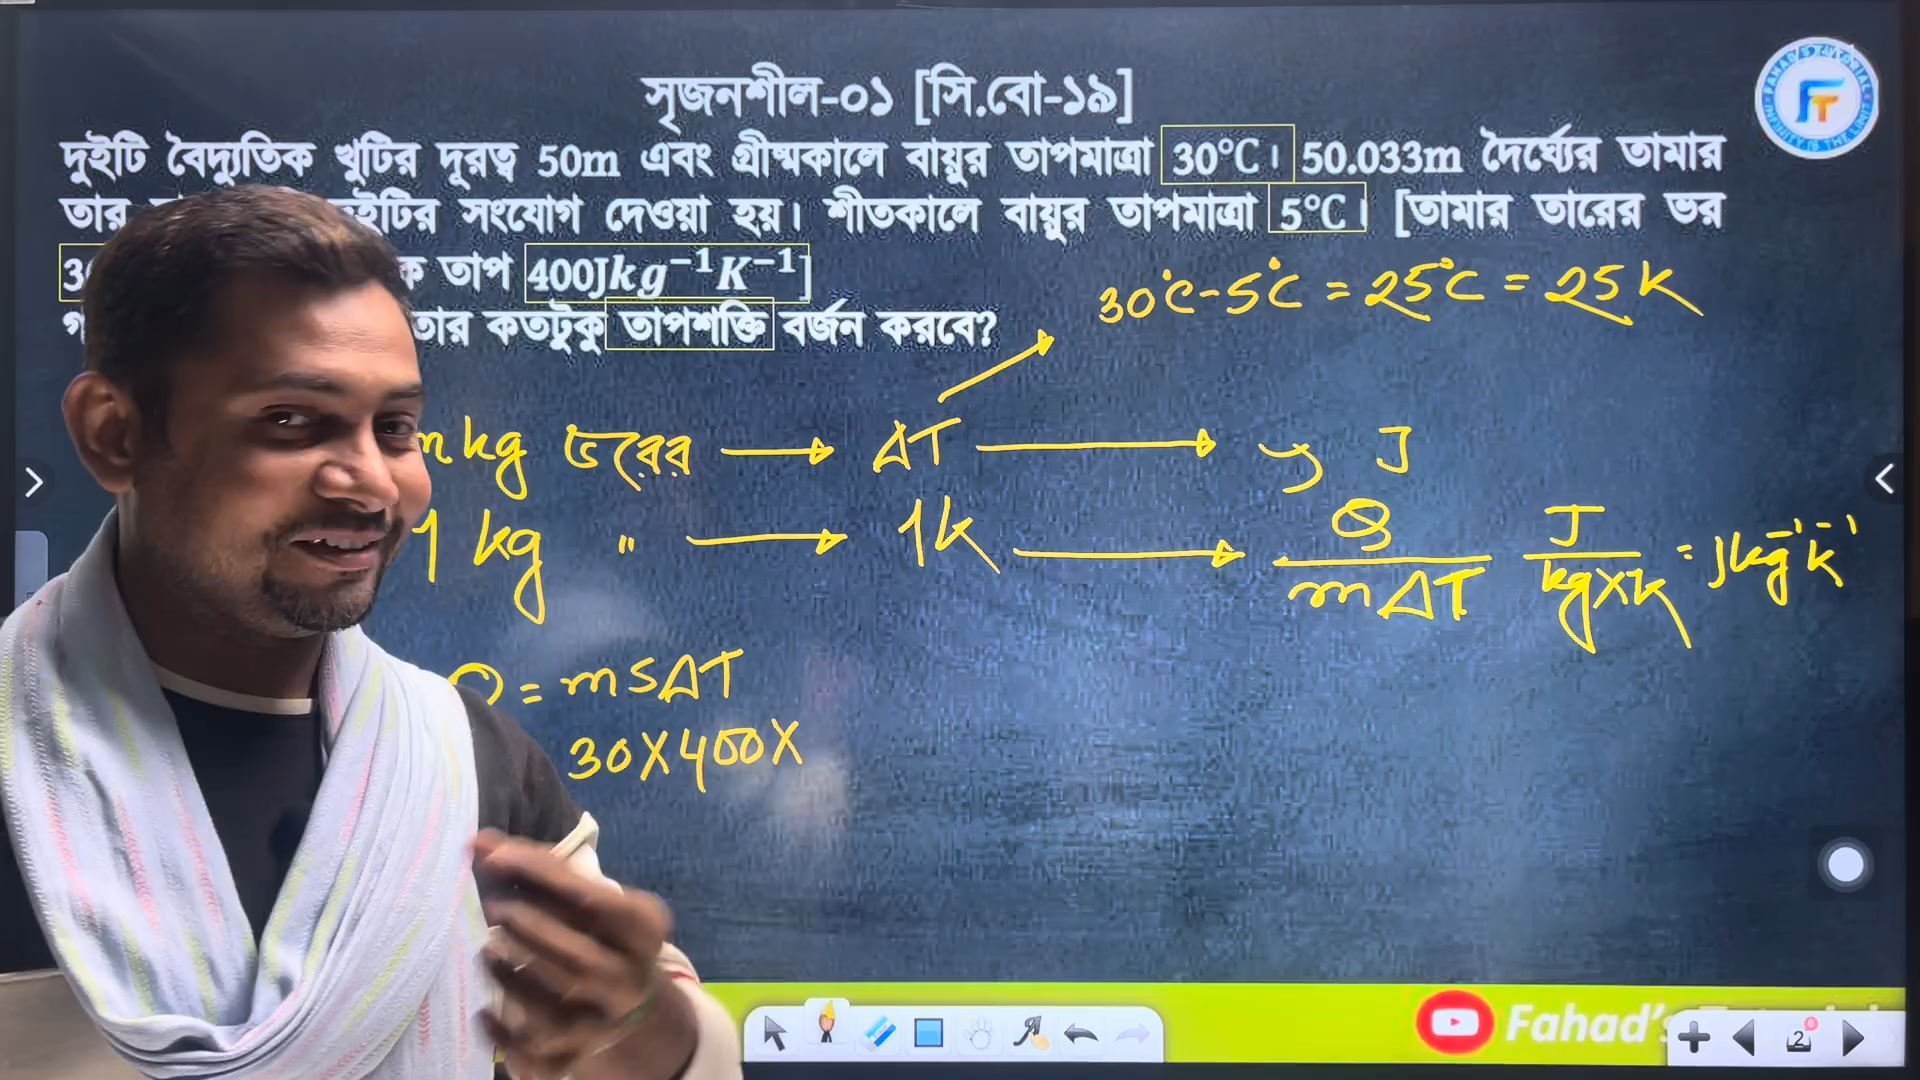 সৃজনশীল-০১ [সি.বো-১৯]
দুইটি বৈদ্যুতিক খুটির দূরত্ব 50m এবং গ্রীষ্মকালে বায়ুর তাপমাত্রা 30°C। 50.033m দৈর্ঘ্যের তামার
তার সংযোগ দেওয়া হয়। শীতকালে বায়ুর তাপমাত্রা 5°C। [তামার তারের ভর
তাপ 400Jkg⁻¹K⁻¹]
তার কতটুকু তাপশক্তি বর্জন করবে?
30°C-5°C = 25°C = 25K
kg ভরের → ΔT → J
1 kg " → 1K → Q/mΔT J/kg×K = Jkg⁻¹K⁻¹
= msΔT
30×400×
Fahad's
2